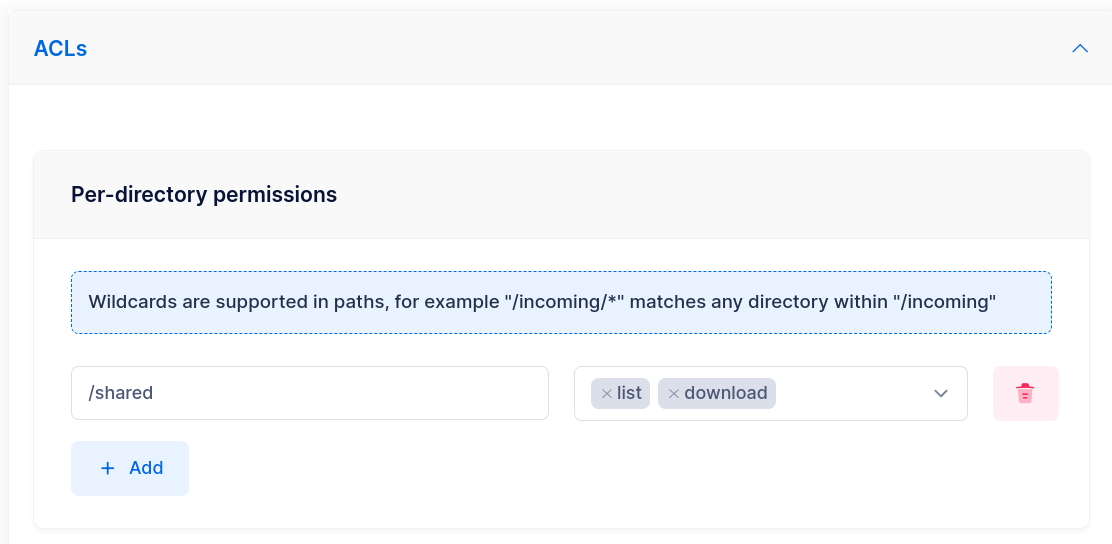 ACLs
Per-directory permissions
Wildcards are supported in paths, for example "/incoming/*" matches any directory within "/incoming"
/shared
list download
Add